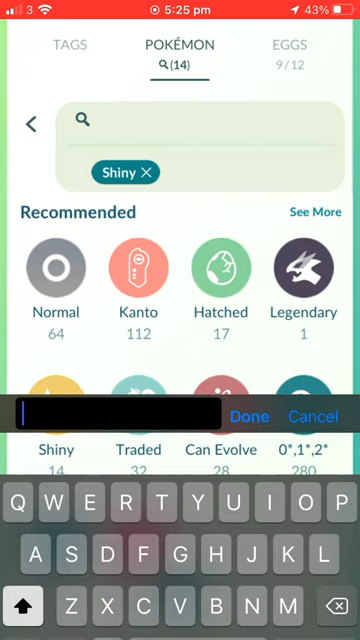 3 5:25 pm 43%
TAGS POKÉMON EGGS
(14) 9/12
Shiny
Recommended See More
Normal Kanto Hatched Legendary
64 112 17 1
Done Cancel
Shiny Traded Can Evolve 0*,1*,2*
14 32 28 280
Q W E R T Y U I O P
A S D F G H J K L
Z X C V B N M